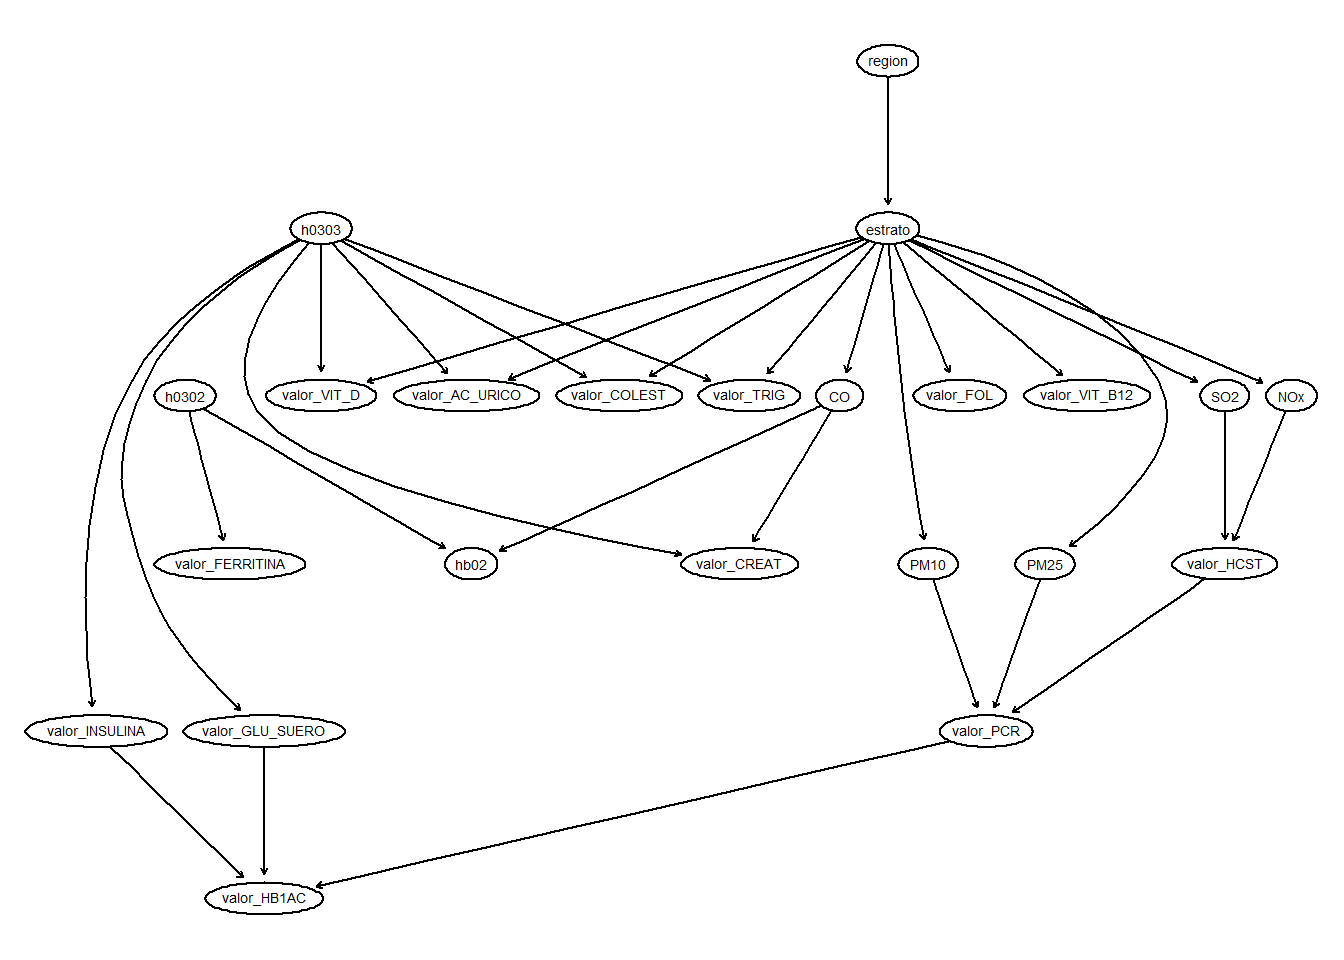 region
h0303
estrato
h0302
valor_VIT_D
valor_AC_URICO
valor_COLEST
valor_TRIG
CO
valor_FOL
valor_VIT_B12
SO2
NOx
valor_FERRITINA
hb02
valor_CREAT
PM10
PM25
valor_HCST
valor_INSULINA
valor_GLU_SUERO
valor_PCR
valor_HB1AC